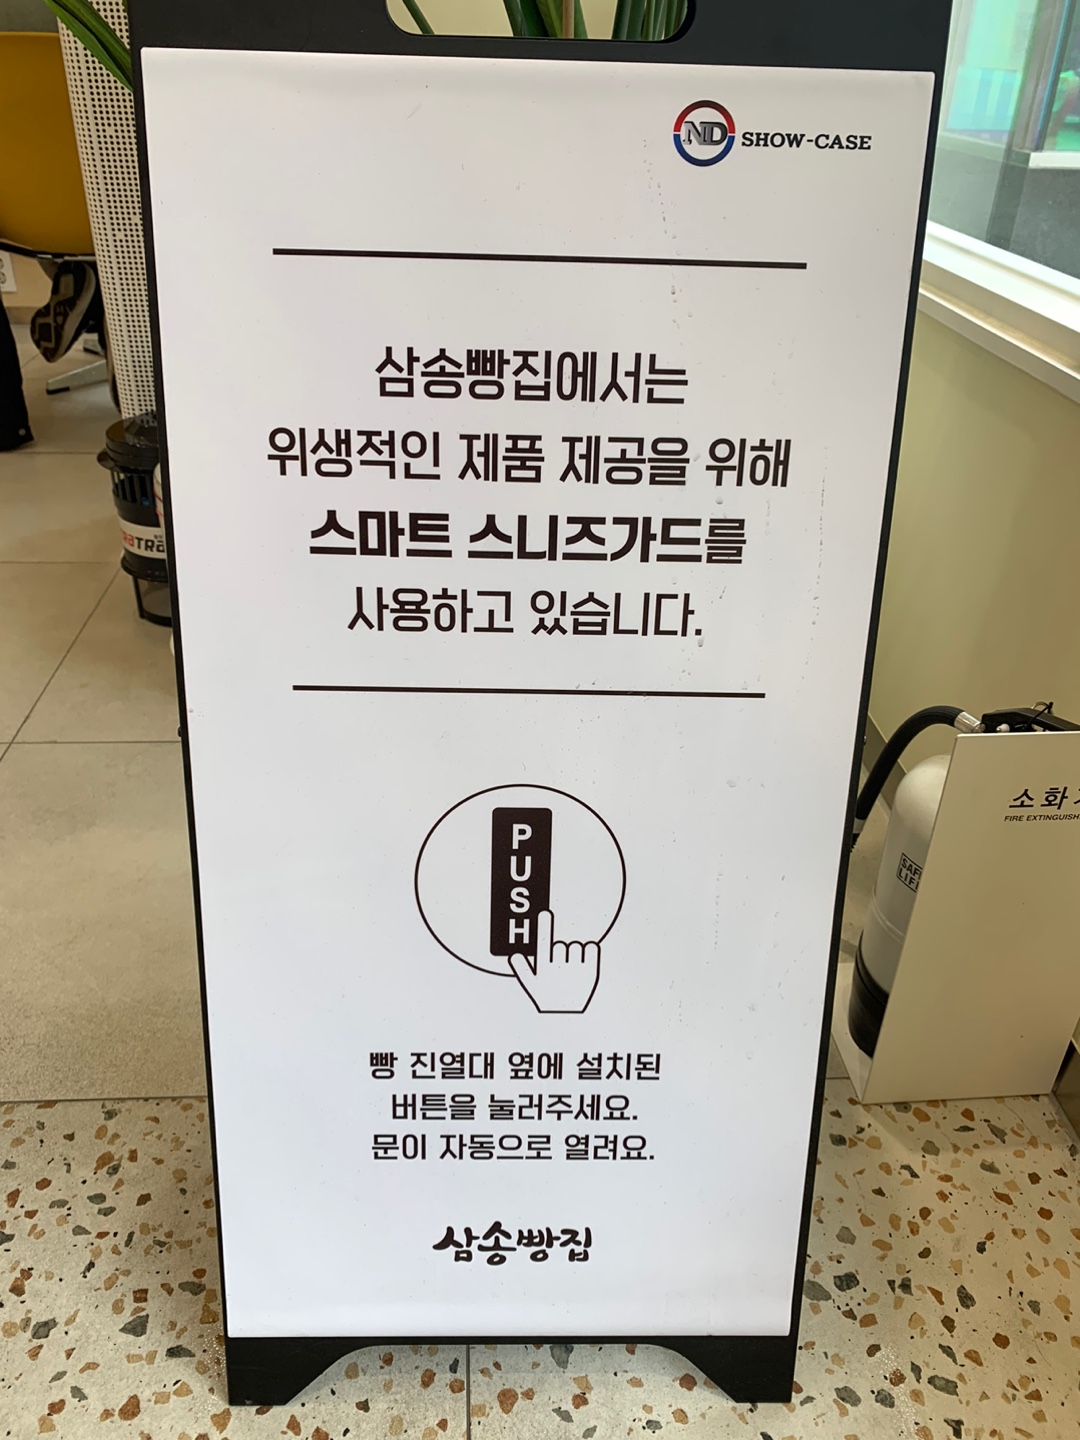 ND SHOW-CASE
삼송빵집에서는
위생적인 제품 제공을 위해
스마트 스니즈가드를
사용하고 있습니다.
PUSH
빵 진열대 옆에 설치된
버튼을 눌러주세요.
문이 자동으로 열려요.
삼송빵집
소화
FIRE EXTINGUISH